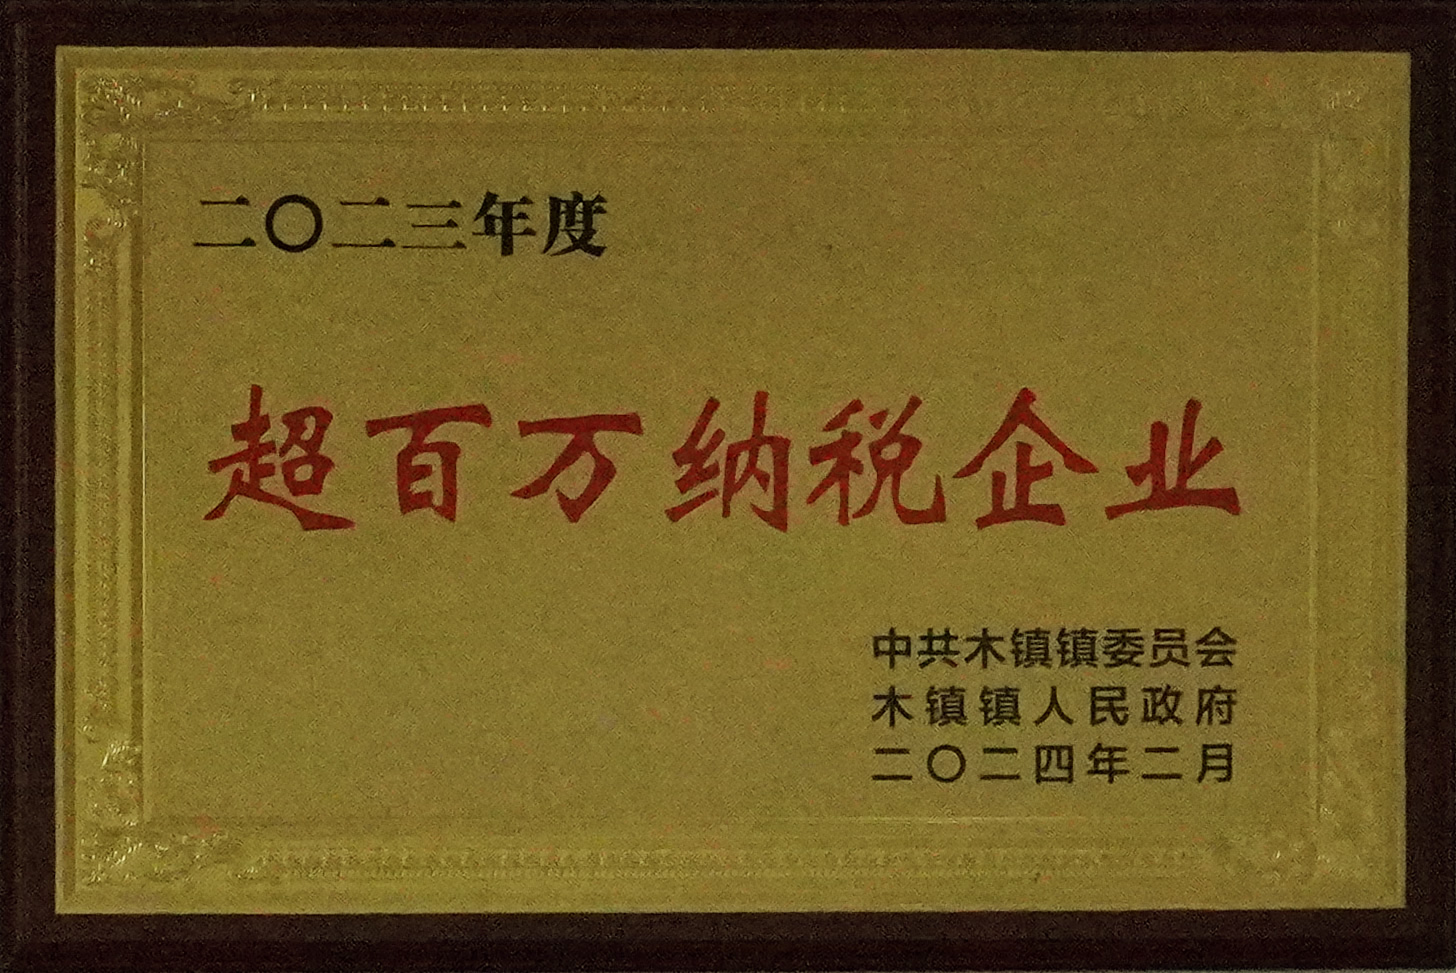 二〇二三年度
超百万纳税企业
中共木镇镇委员会
木镇镇人民政府
二〇二四年二月